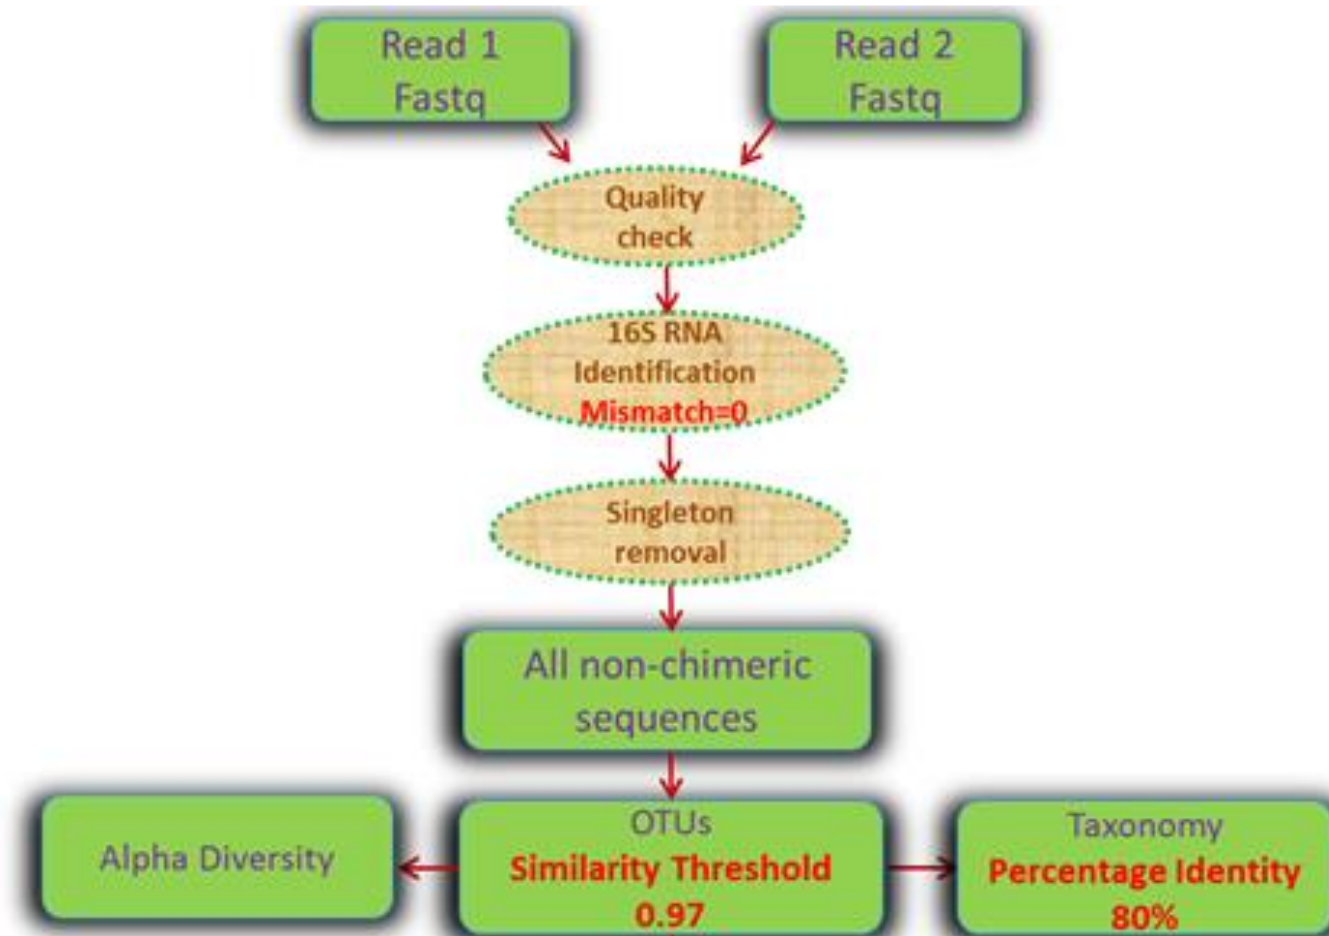 Read 1
Fastq
Read 2
Fastq
Quality
check
16S RNA
Identification
Mismatch=0
Singleton
removal
All non-chimeric
sequences
Alpha Diversity
OTUs
Similarity Threshold
0.97
Taxonomy
Percentage Identity
80%